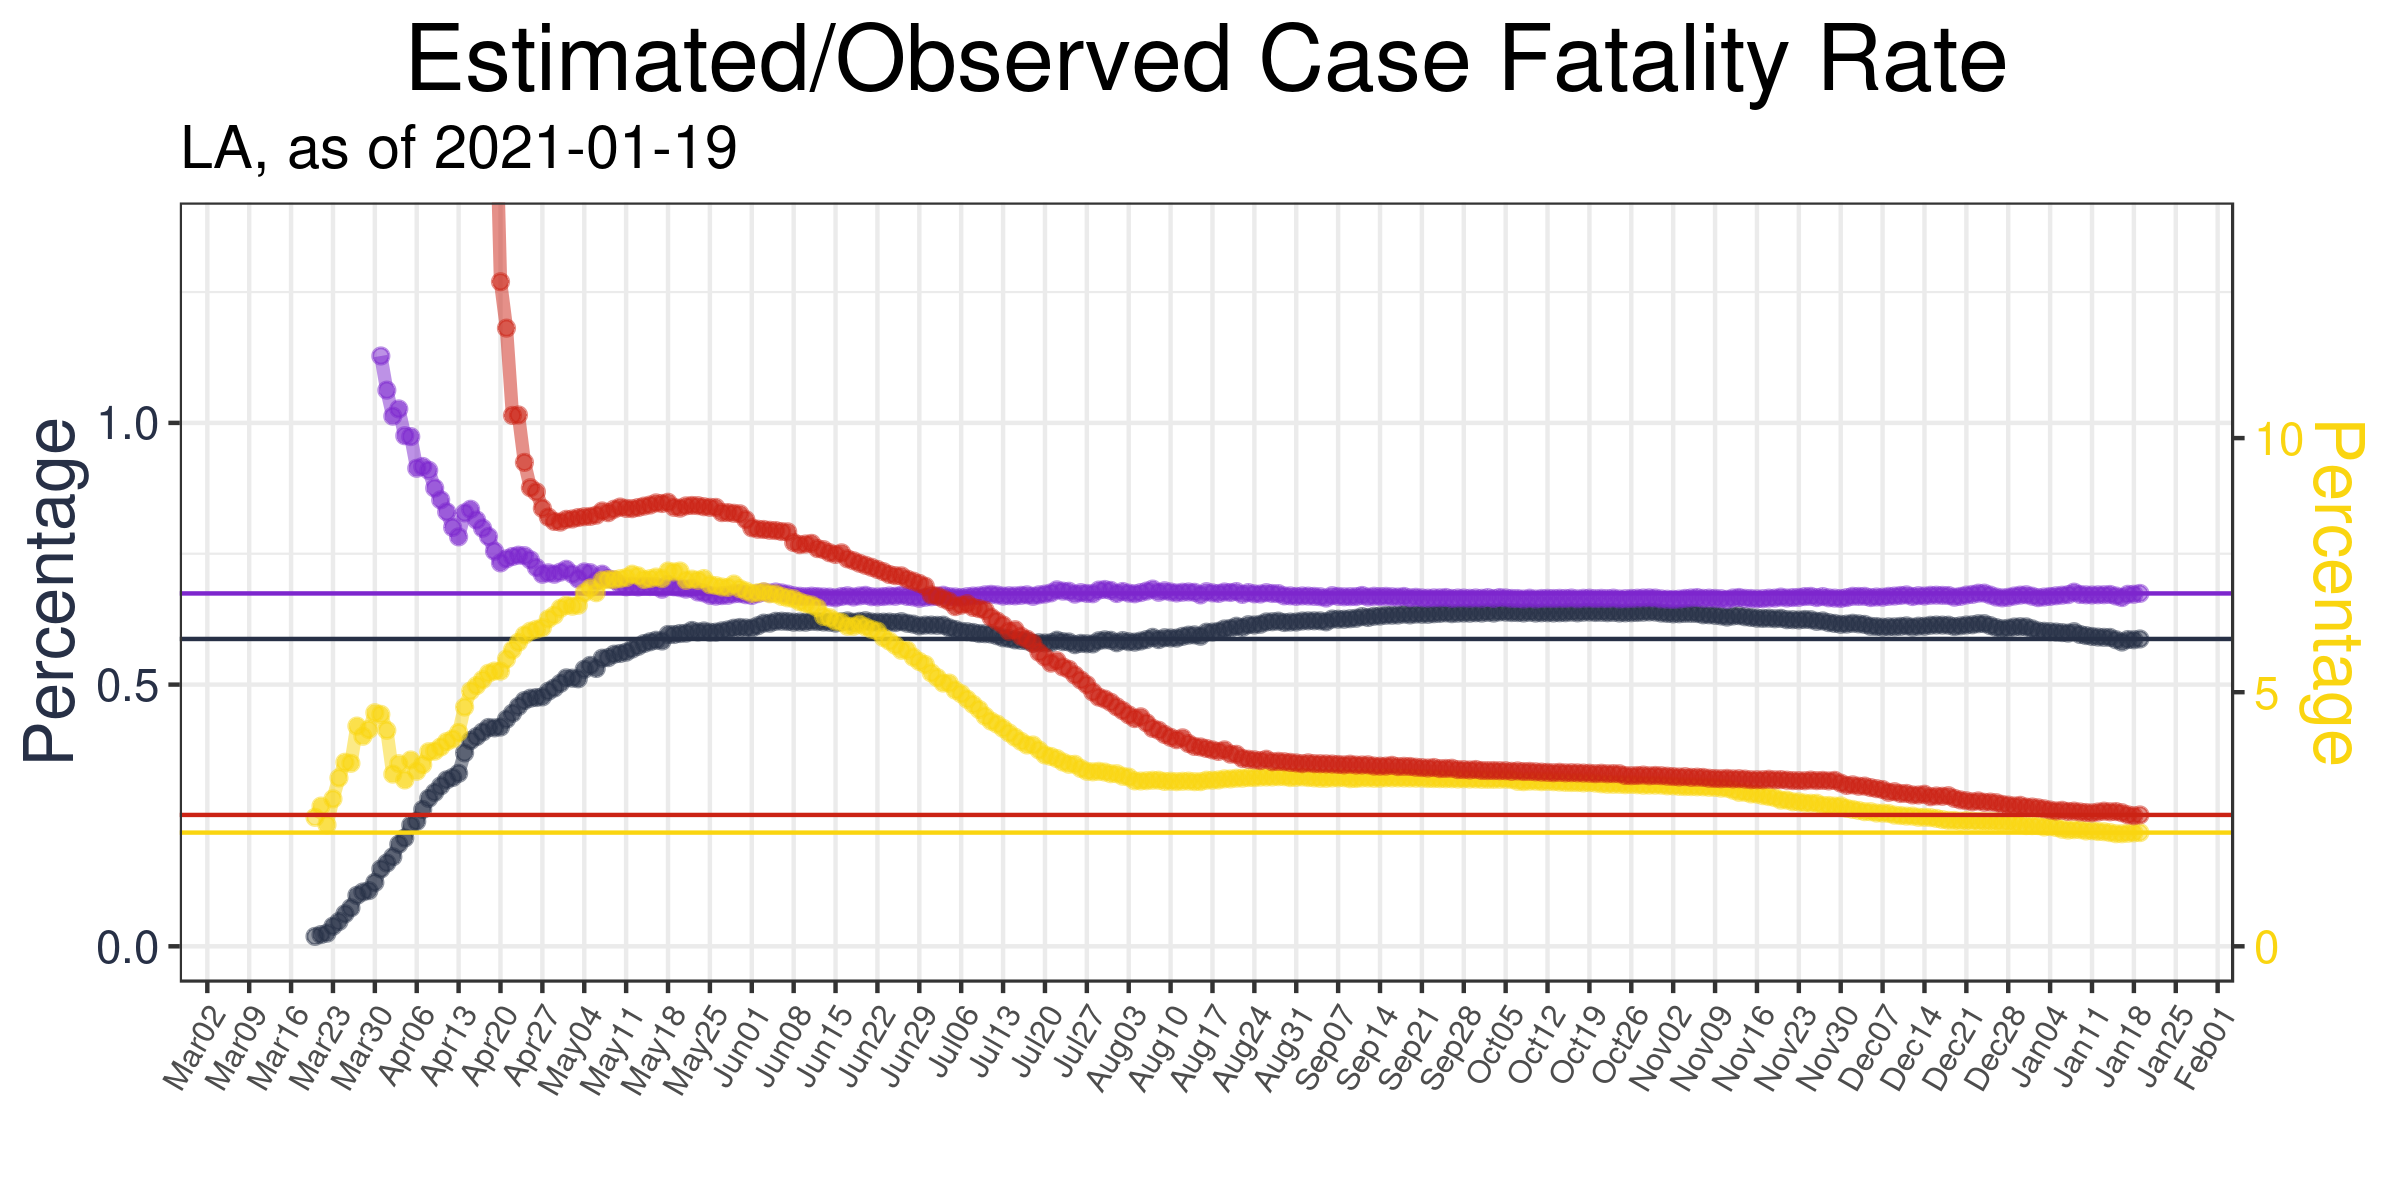 Estimated/Observed Case Fatality Rate
LA, as of 2021-01-19
Percentage
1.0
0.5
0.0
Percentage
10
5
0
Mar02
Mar09
Mar16
Mar23
Mar30
Apr06
Apr13
Apr20
Apr27
May04
May11
May18
May25
Jun01
Jun08
Jun15
Jun22
Jun29
Jul06
Jul13
Jul20
Jul27
Aug03
Aug10
Aug17
Aug24
Aug31
Sep07
Sep14
Sep21
Sep28
Oct05
Oct12
Oct19
Oct26
Nov02
Nov09
Nov16
Nov23
Nov30
Dec07
Dec14
Dec21
Dec28
Jan04
Jan11
Jan18
Jan25
Feb01